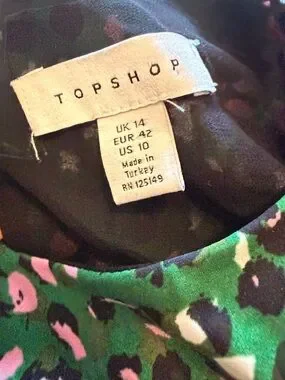 TOPSHOP
UK 14
EUR 42
US 10
Made in
Turkey
RN 125149